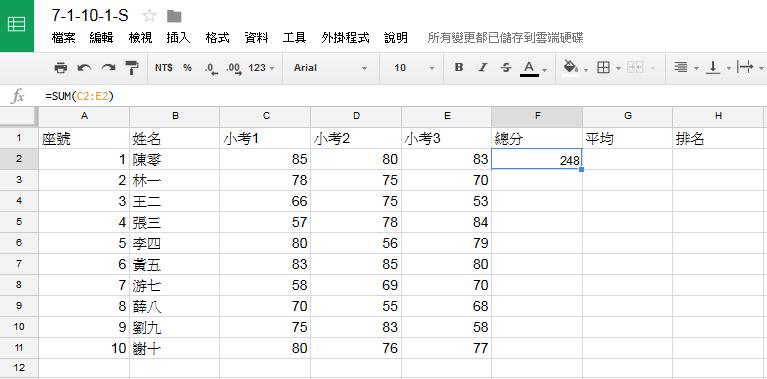 7-1-10-1-S
檔案 編輯 檢視 插入 格式 資料 工具 外掛程式 說明 所有變更都已儲存到雲端硬碟
NT$ % .0 .00 123 Arial 10 B I S A
fx =SUM(C2:E2)
A B C D E F G H
1 座號 姓名 小考1 小考2 小考3 總分 平均 排名
2 1 陳零 85 80 83 248
3 2 林一 78 75 70
4 3 王二 66 75 53
5 4 張三 57 78 84
6 5 李四 80 56 79
7 6 黃五 83 85 80
8 7 游七 58 69 70
9 8 薛八 70 55 68
10 9 劉九 75 83 58
11 10 謝十 80 76 77
12